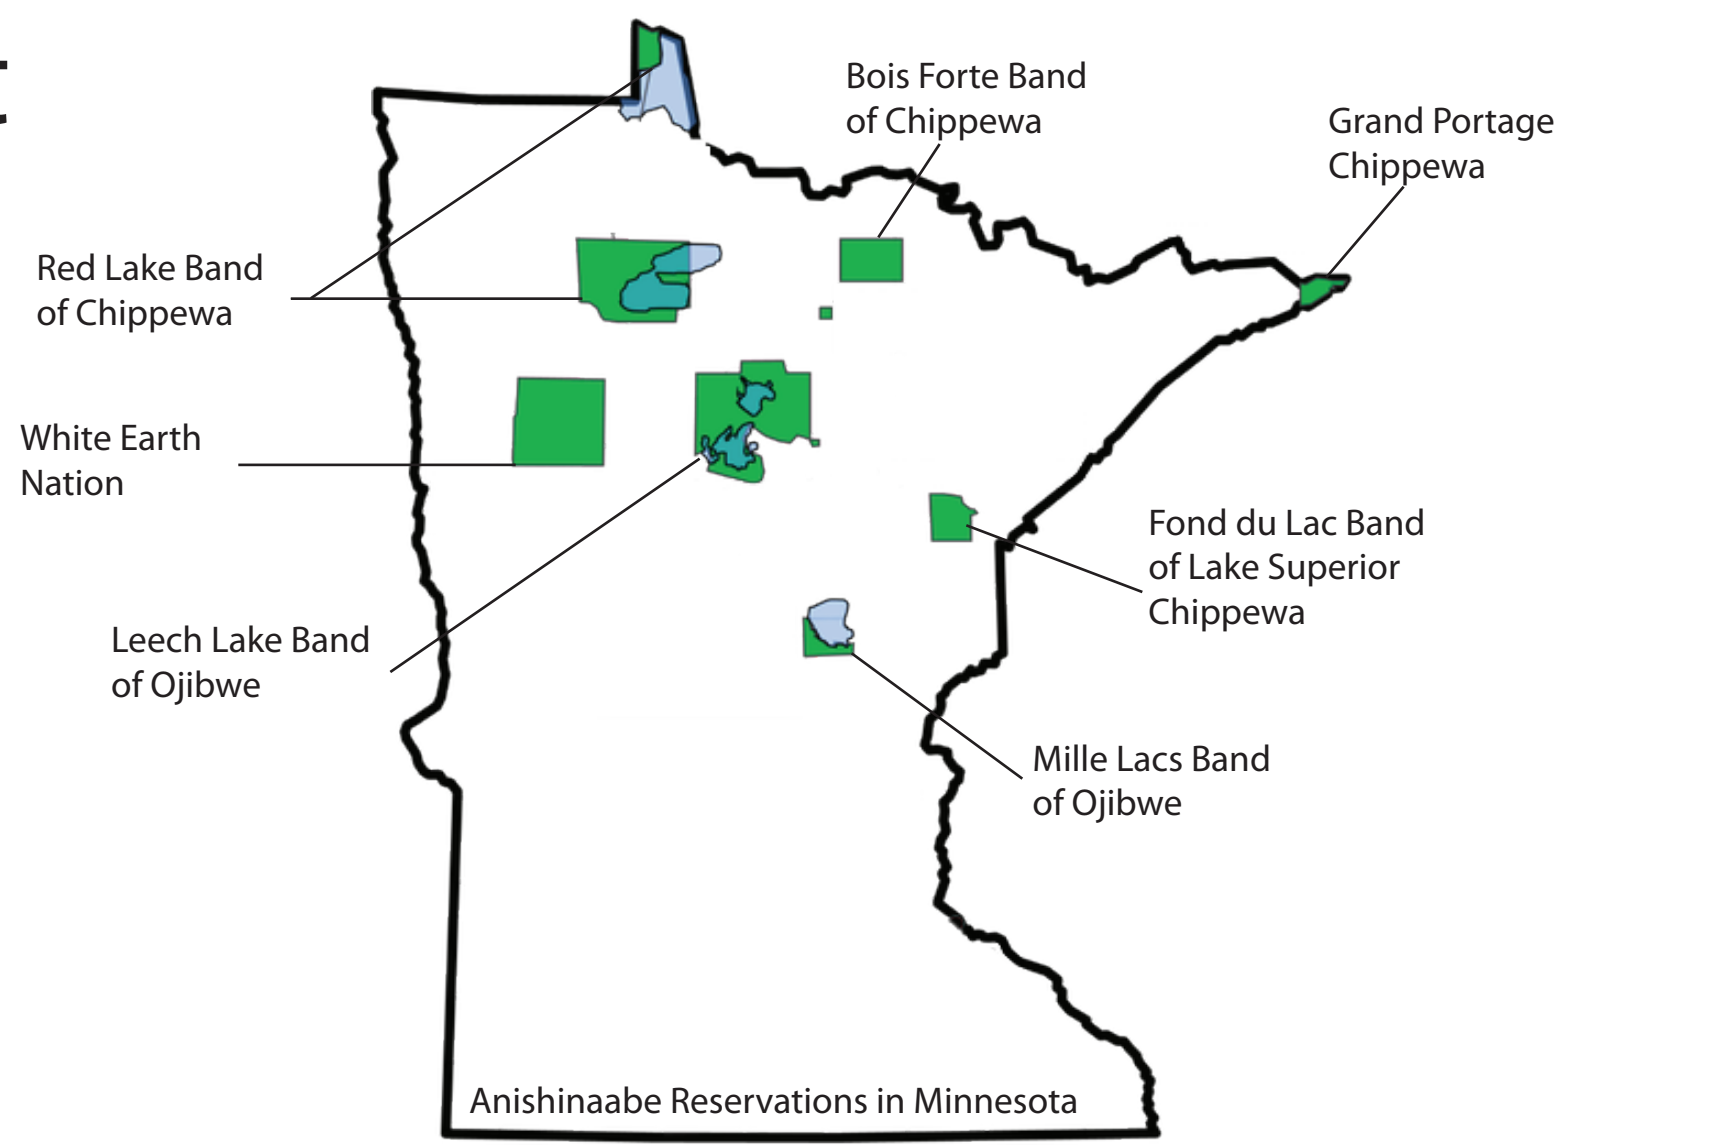 t
Bois Forte Band
of Chippewa
Grand Portage
Chippewa
Red Lake Band
of Chippewa
White Earth
Nation
Fond du Lac Band
of Lake Superior
Chippewa
Leech Lake Band
of Ojibwe
Mille Lacs Band
of Ojibwe
Anishinaabe Reservations in Minnesota